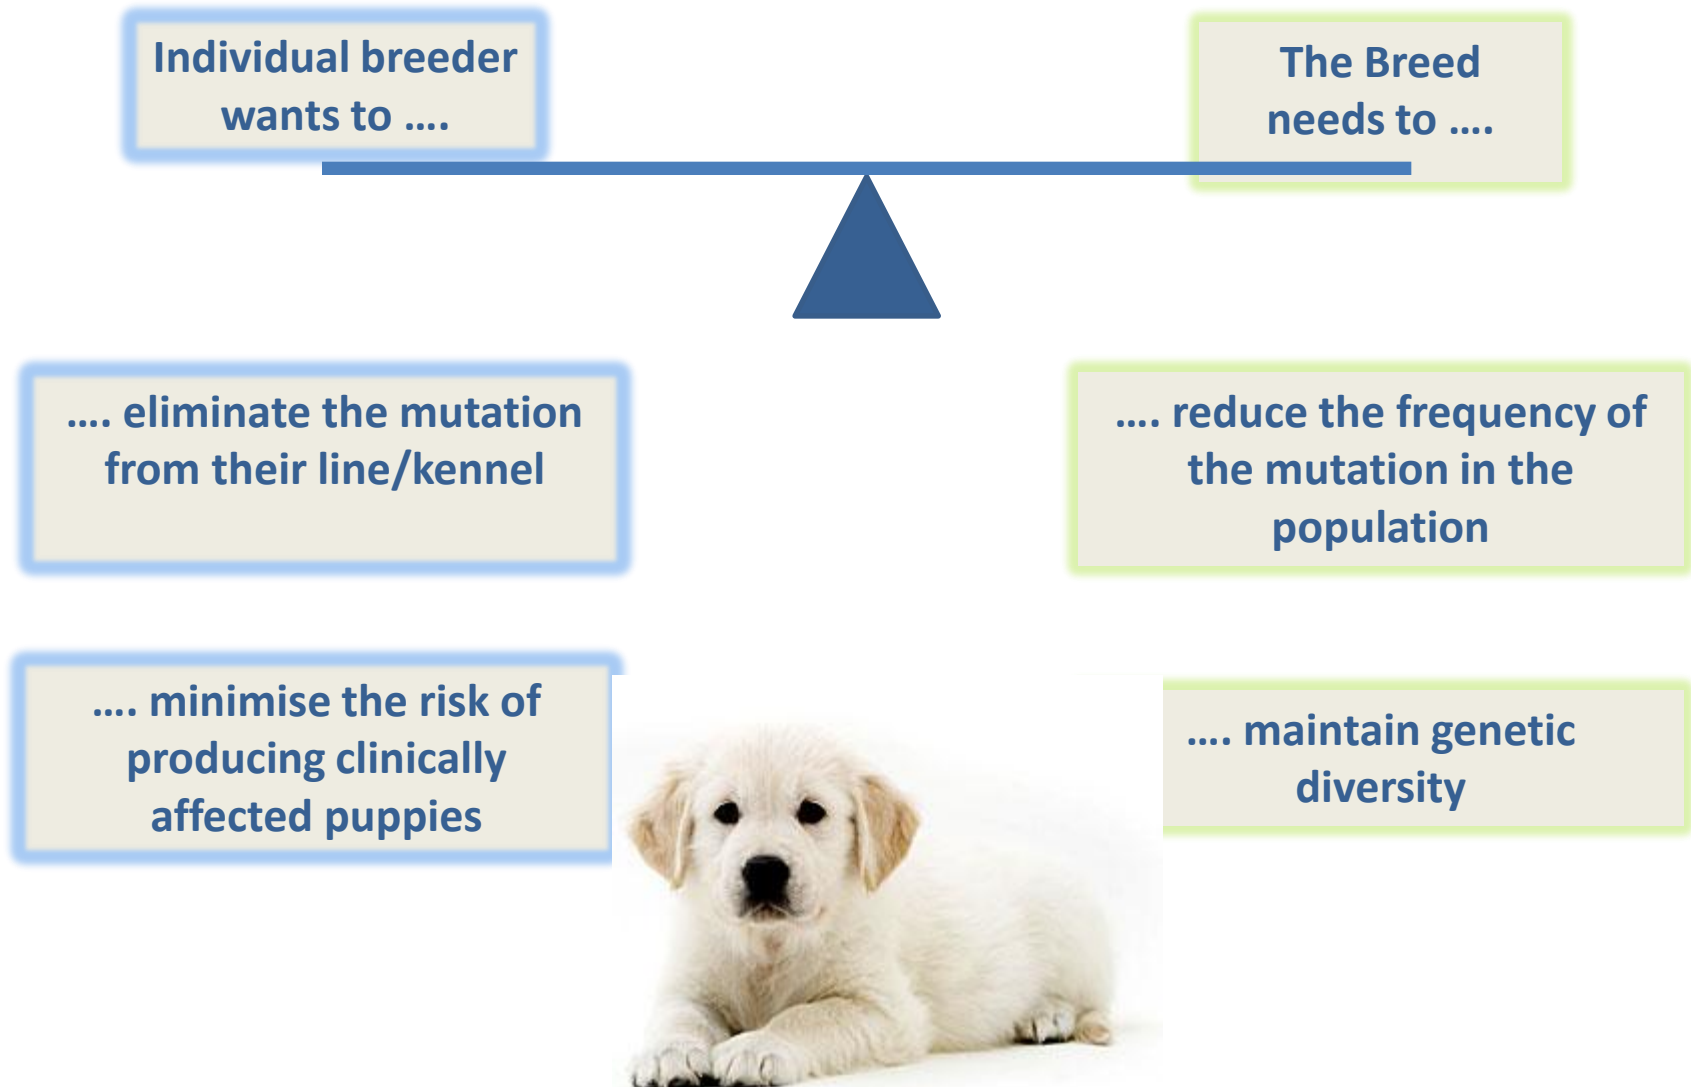 Individual breeder
wants to ....
The Breed
needs to ....
.... eliminate the mutation
from their line/kennel
.... reduce the frequency of
the mutation in the
population
.... minimise the risk of
producing clinically
affected puppies
.... maintain genetic
diversity